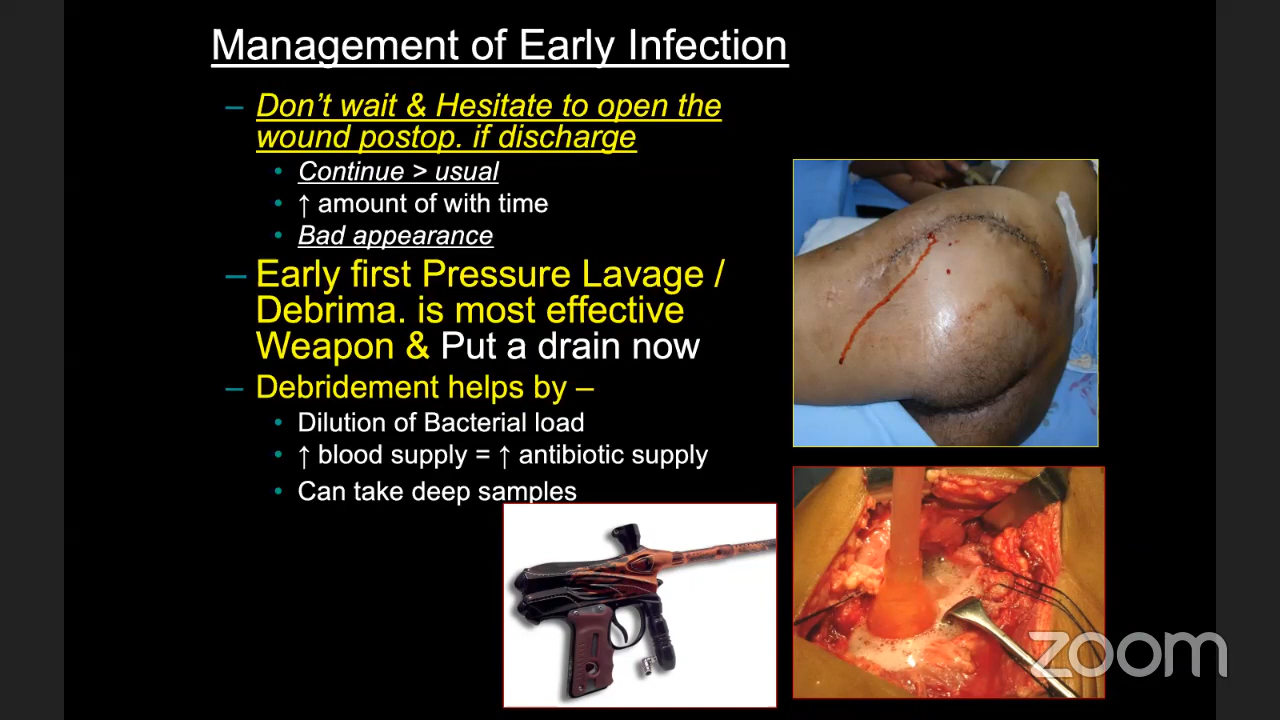 Management of Early Infection
– Don’t wait & Hesitate to open the
wound postop. if discharge
• Continue > usual
• ↑ amount of with time
• Bad appearance
– Early first Pressure Lavage /
Debrima. is most effective
Weapon & Put a drain now
– Debridement helps by –
• Dilution of Bacterial load
• ↑ blood supply = ↑ antibiotic supply
• Can take deep samples
zoom